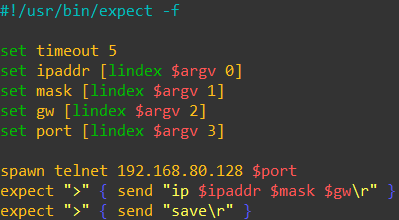 #!/usr/bin/expect -f
set timeout 5
set ipaddr [lindex $argv 0]
set mask [lindex $argv 1]
set gw [lindex $argv 2]
set port [lindex $argv 3]
spawn telnet 192.168.80.128 $port
expect ">" { send "ip $ipaddr $mask $gw\r" }
expect ">" { send "save\r" }